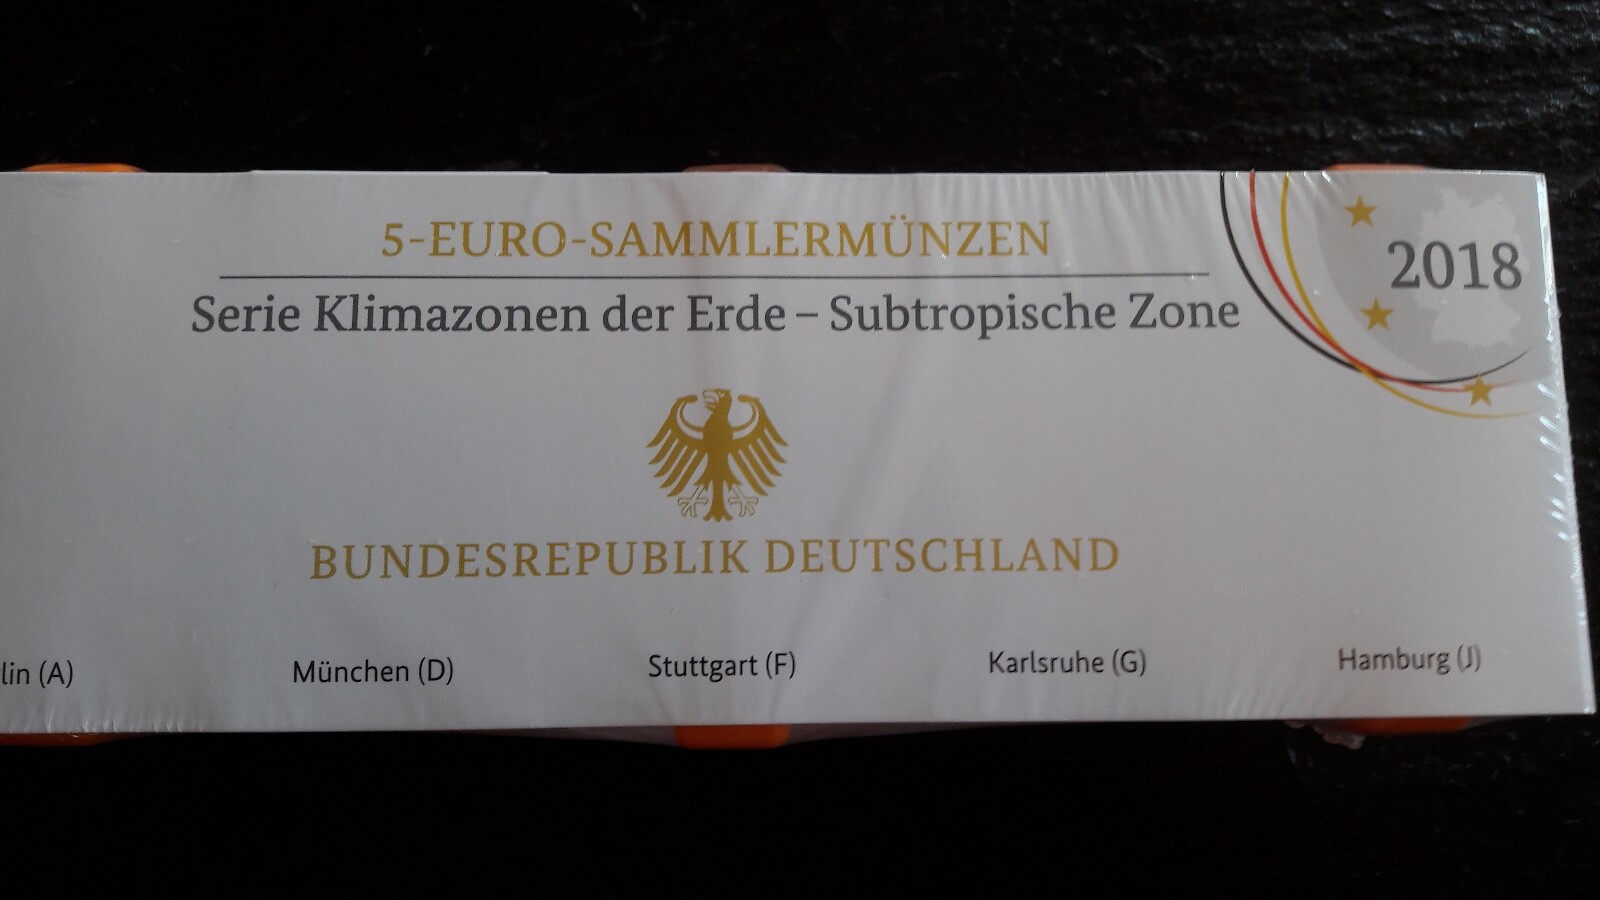 5-EURO-SAMMLERMÜNZEN
2018
Serie Klimazonen der Erde – Subtropische Zone
BUNDESREPUBLIK DEUTSCHLAND
lin (A) München (D) Stuttgart (F) Karlsruhe (G) Hamburg (J)